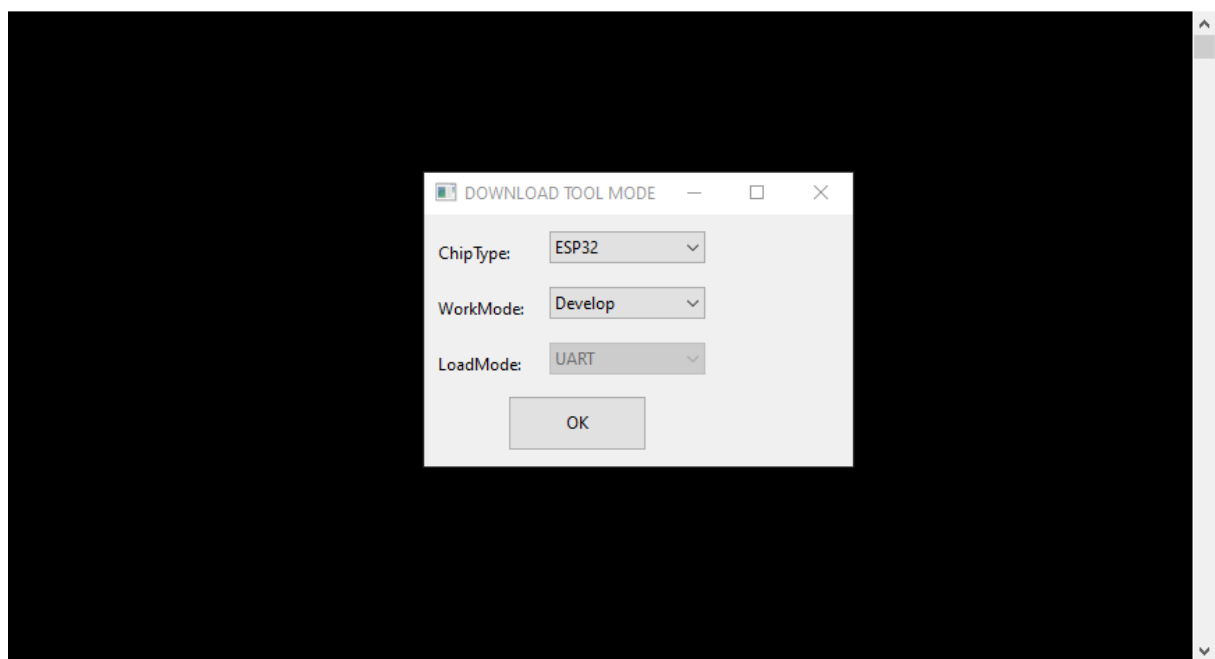 DOWNLOAD TOOL MODE
ChipType: ESP32
WorkMode: Develop
LoadMode: UART
OK